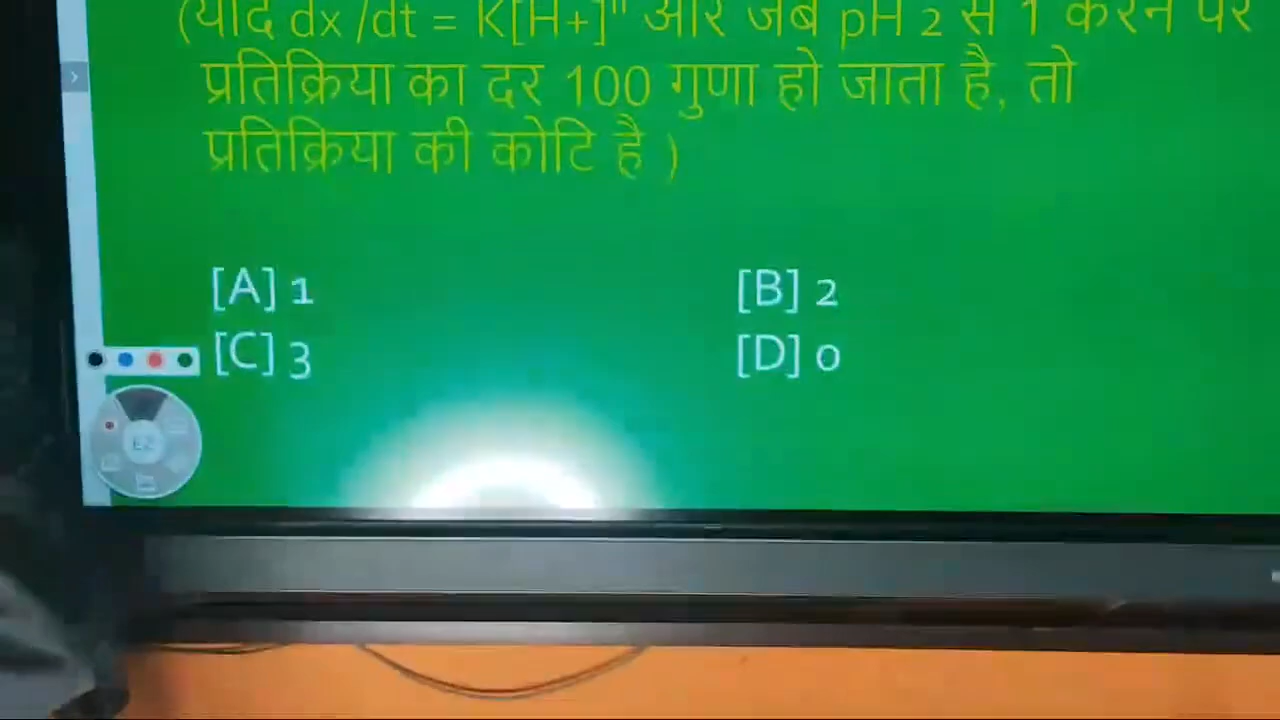 (यदि dx /dt = K[H+]ⁿ और जब pH 2 से 1 करने पर
प्रतिक्रिया का दर 100 गुणा हो जाता है, तो
प्रतिक्रिया की कोटि है )
[A] 1
[B] 2
[C] 3
[D] 0